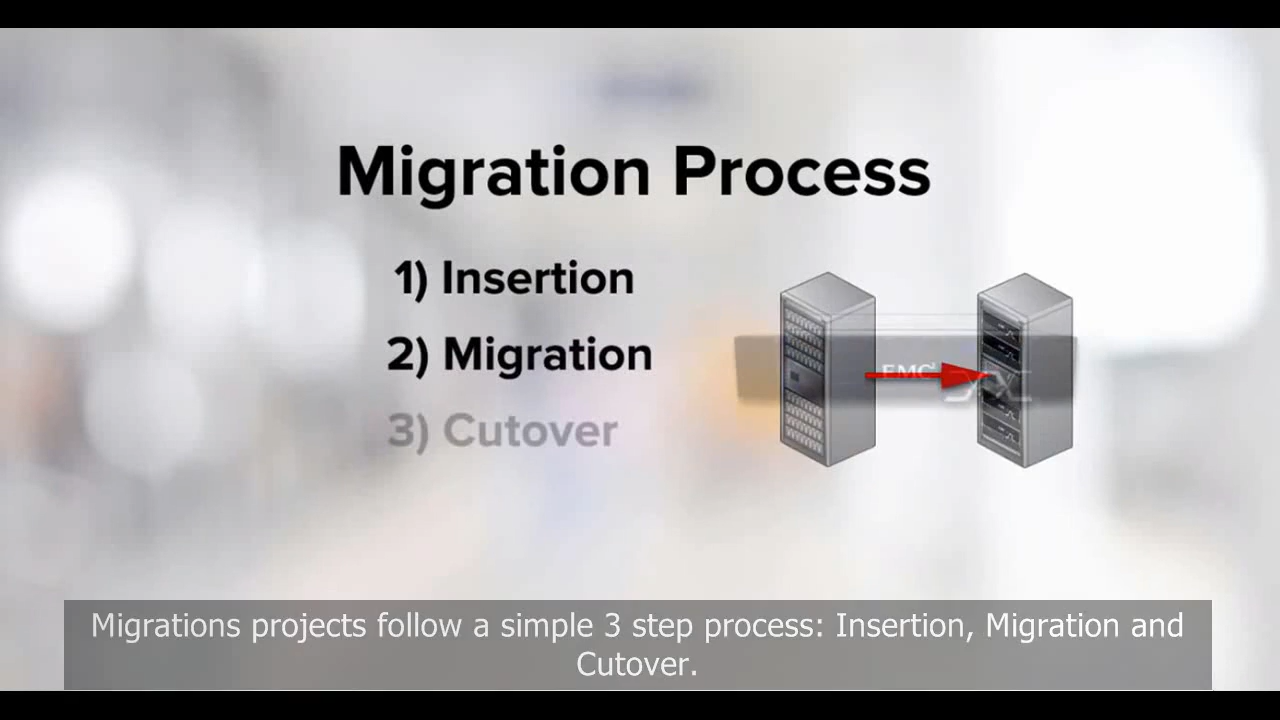 Migration Process
1) Insertion
2) Migration
3) Cutover
EMC²
Migrations projects follow a simple 3 step process: Insertion, Migration and
Cutover.